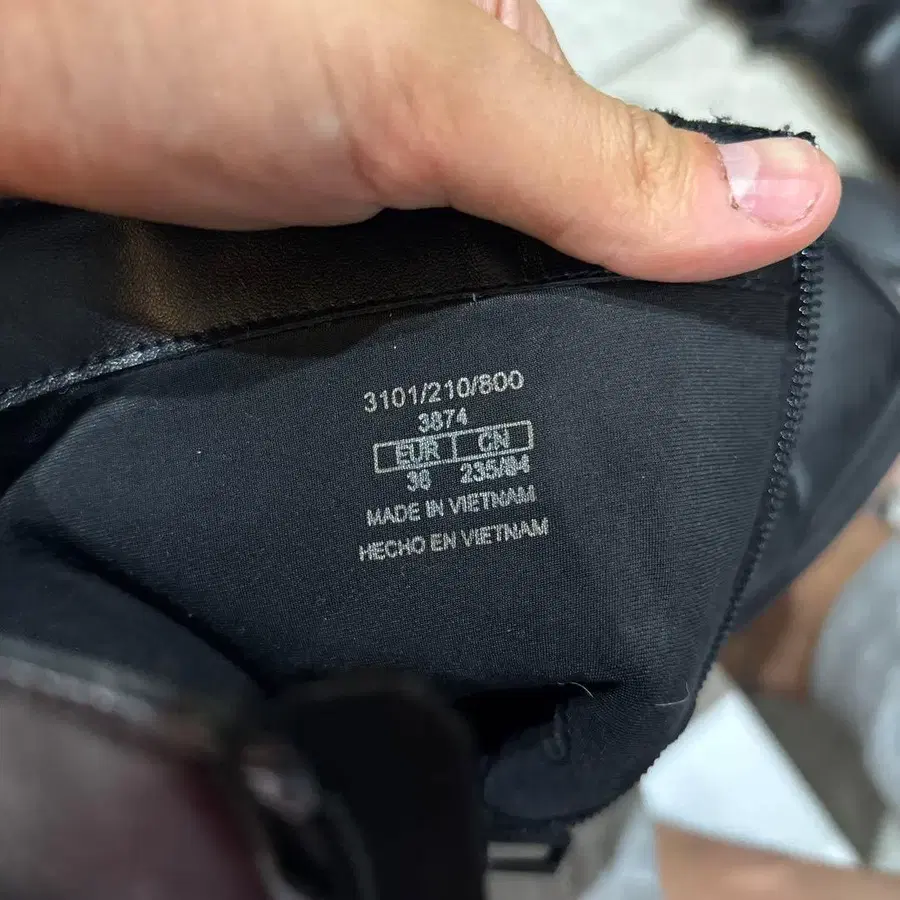 3101/210/800
3874
EUR CN
36 235/84
MADE IN VIETNAM
HECHO EN VIETNAM